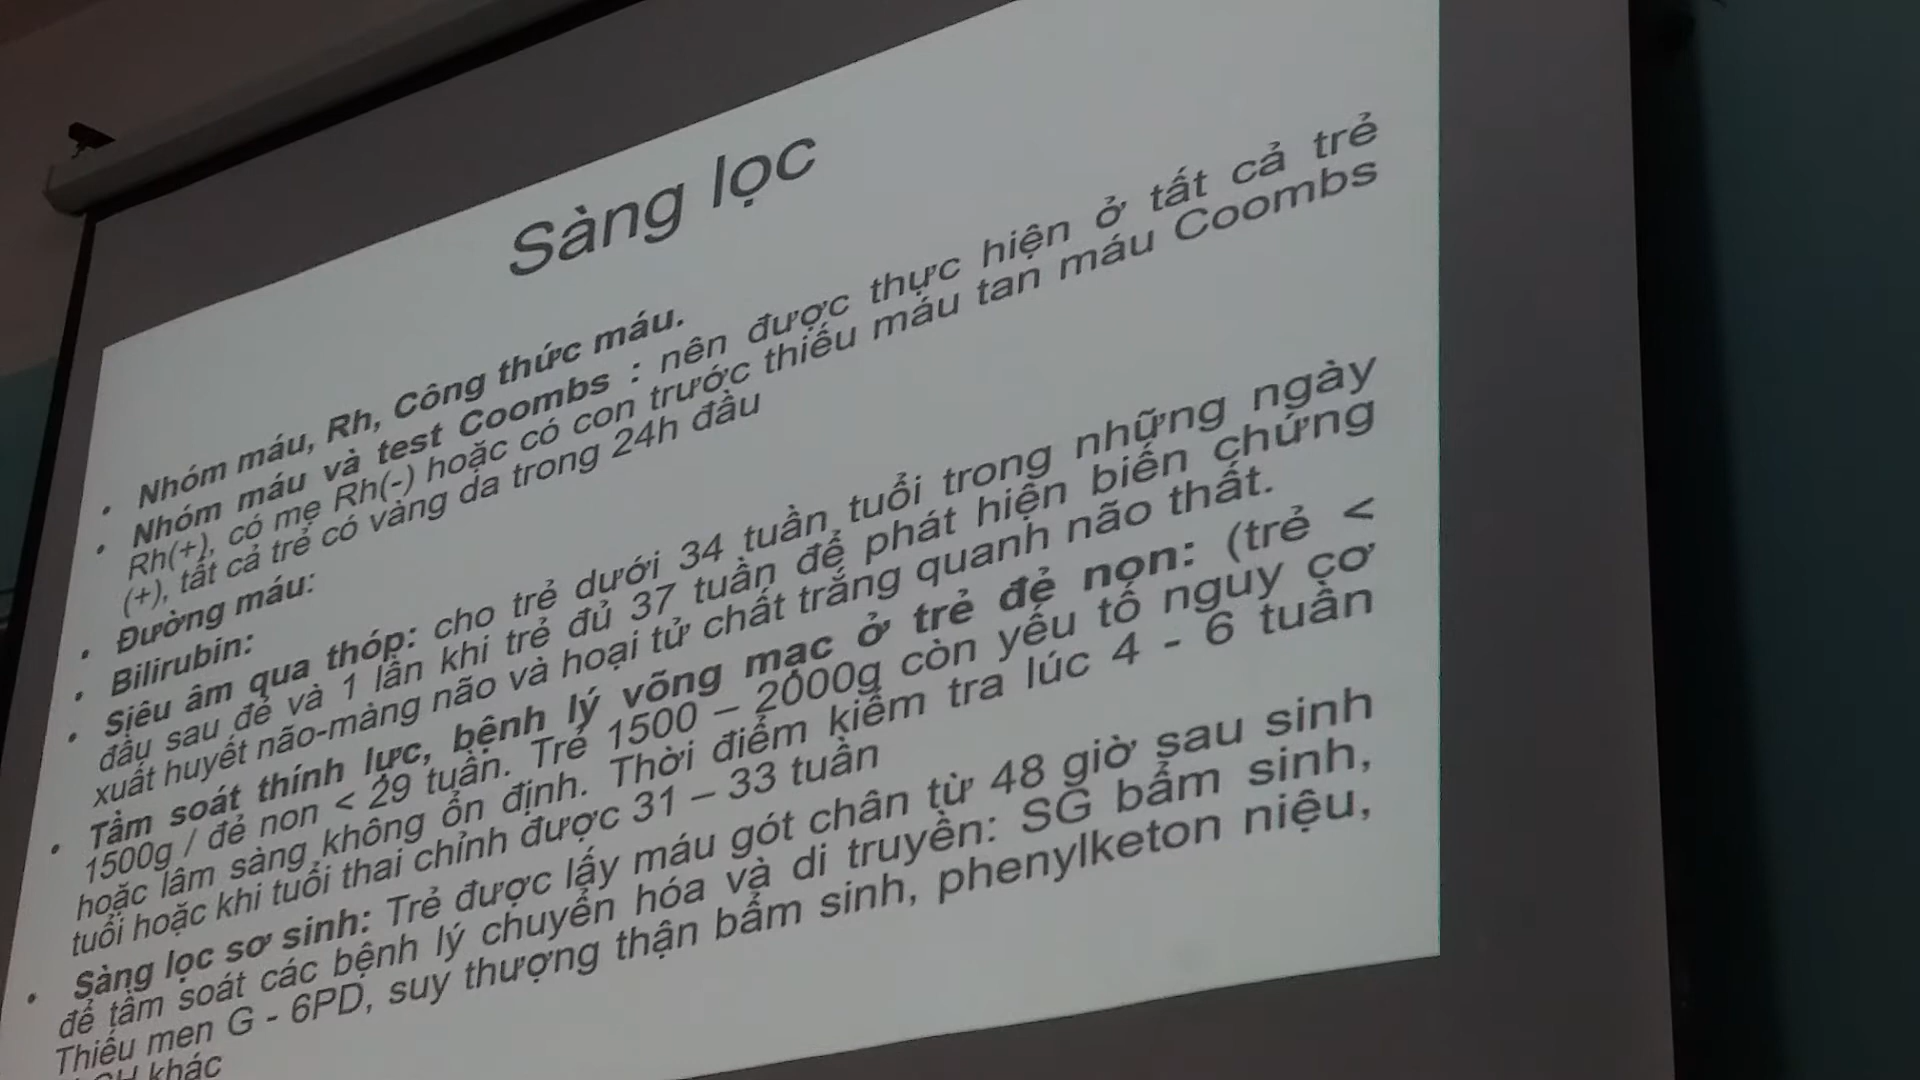 Sàng lọc
• Nhóm máu, Rh, Công thức máu.
• Nhóm máu và test Coombs : nên được thực hiện ở tất cả trẻ
Rh(+), có mẹ Rh(-) hoặc có con trước thiếu máu tan máu Coombs
(+), tất cả trẻ có vàng da trong 24h đầu
• Đường máu:
• Bilirubin:
• Siêu âm qua thóp: cho trẻ dưới 34 tuần tuổi trong những ngày
đầu sau đẻ và 1 lần khi trẻ đủ 37 tuần để phát hiện biến chứng
xuất huyết não-màng não và hoại tử chất trắng quanh não thất.
• Tầm soát thính lực, bệnh lý võng mạc ở trẻ đẻ non: (trẻ <
1500g / đẻ non < 29 tuần. Trẻ 1500 – 2000g còn yếu tố nguy cơ
hoặc lâm sàng không ổn định. Thời điểm kiểm tra lúc 4 - 6 tuần
tuổi hoặc khi tuổi thai chỉnh được 31 – 33 tuần
• Sàng lọc sơ sinh: Trẻ được lấy máu gót chân từ 48 giờ sau sinh
để tầm soát các bệnh lý chuyển hóa và di truyền: SG bẩm sinh,
Thiếu men G - 6PD, suy thượng thận bẩm sinh, phenylketon niệu,
khác